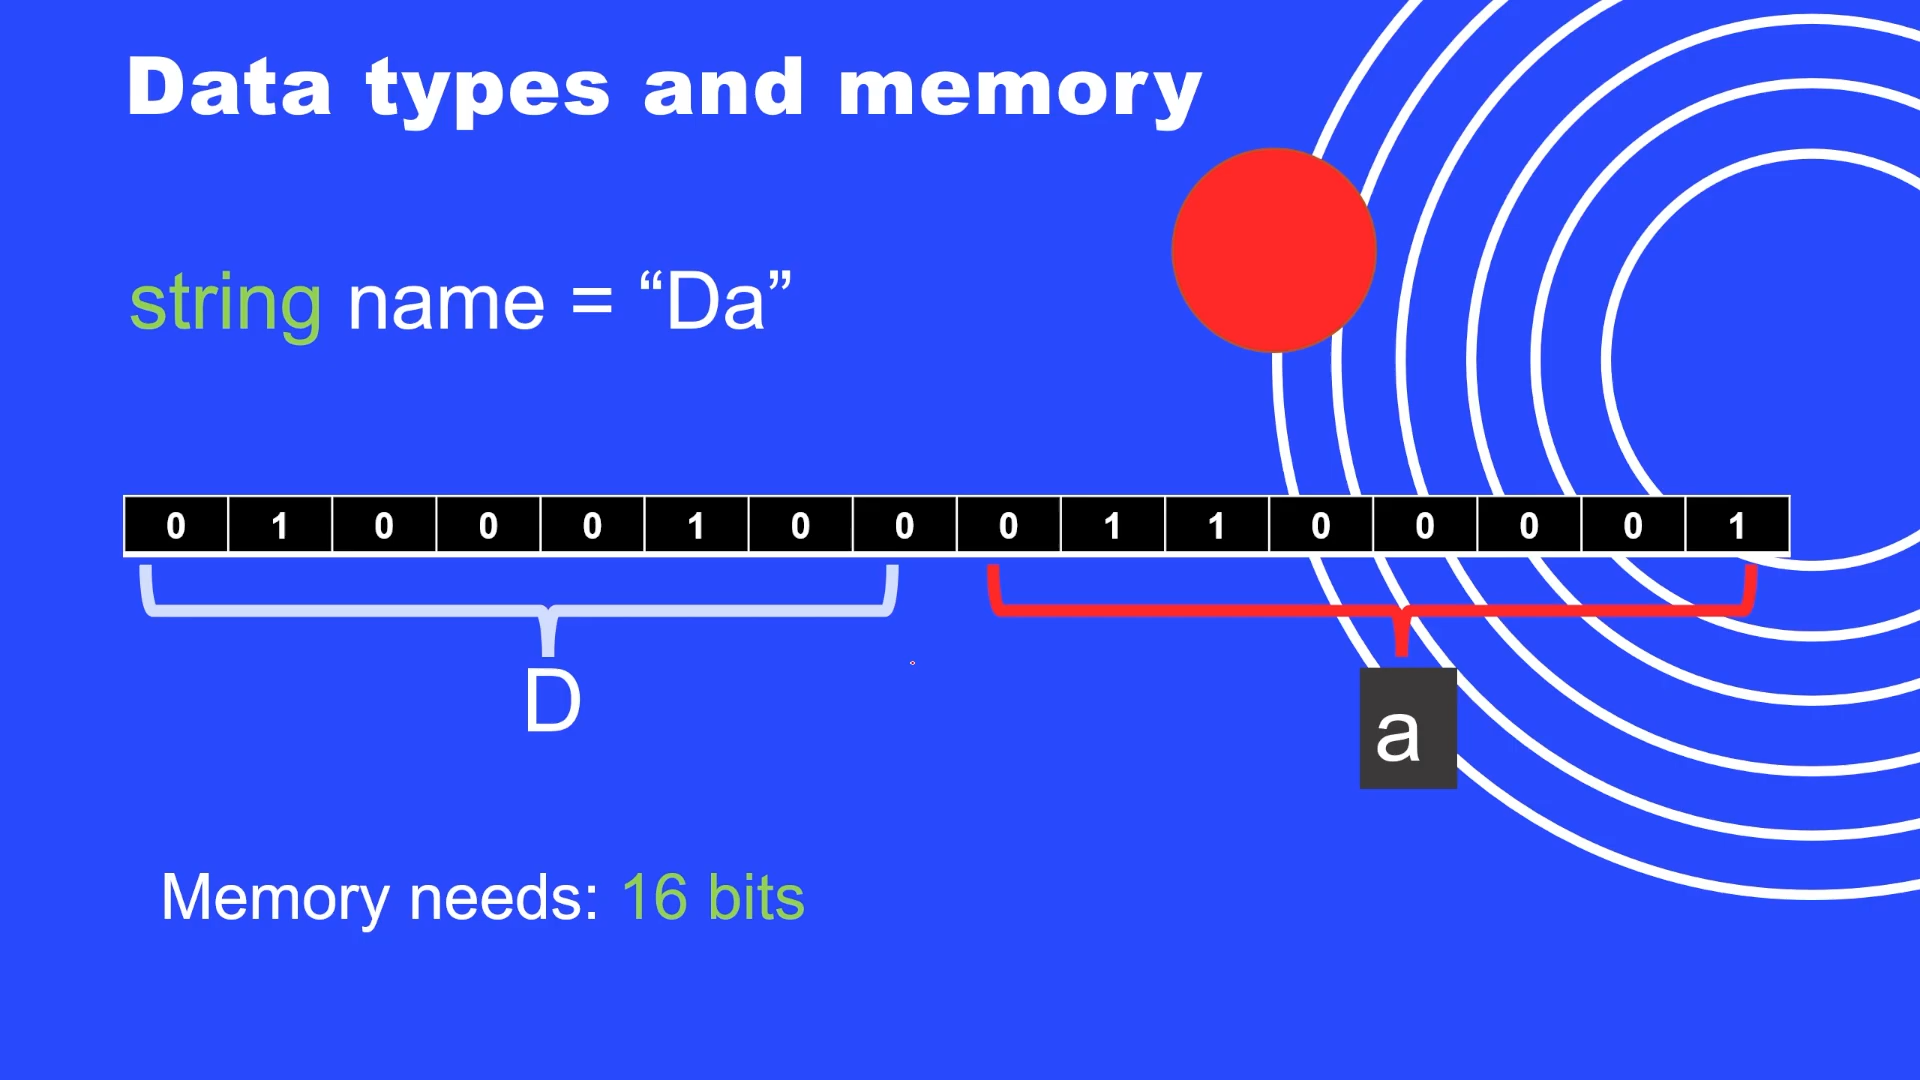 Data types and memory
string name = “Da”
0 1 0 0 0 1 0 0 0 1 1 0 0 0 0 1
D
a
Memory needs: 16 bits